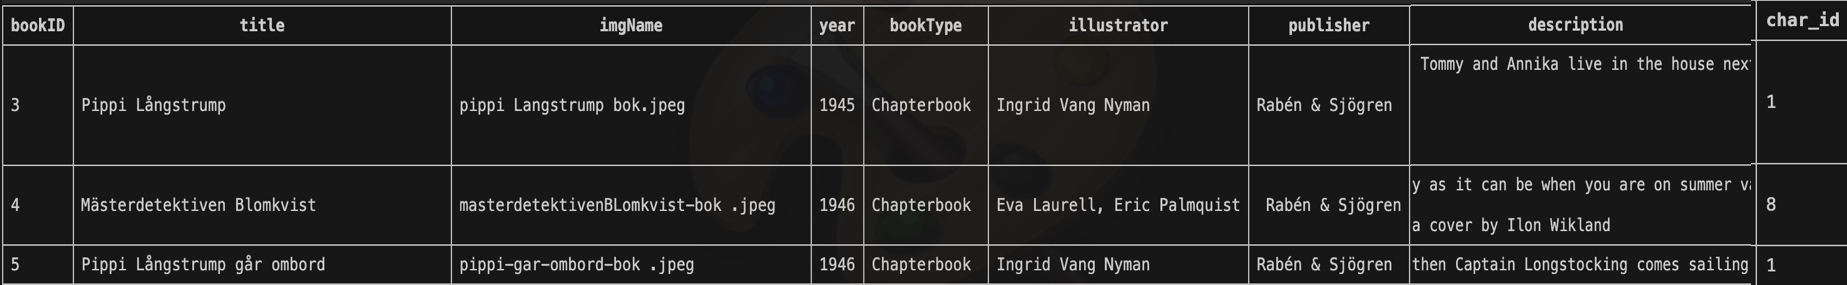 bookID title imgName year bookType illustrator publisher description char_id
Tommy and Annika live in the house nex
3 Pippi Långstrump pippi Langstrump bok.jpeg 1945 Chapterbook Ingrid Vang Nyman Rabén & Sjögren 1
y as it can be when you are on summer va
4 Mästerdetektiven Blomkvist masterdetektivenBLomkvist-bok .jpeg 1946 Chapterbook Eva Laurell, Eric Palmquist Rabén & Sjögren 8
a cover by Ilon Wikland
5 Pippi Långstrump går ombord pippi-gar-ombord-bok .jpeg 1946 Chapterbook Ingrid Vang Nyman Rabén & Sjögren then Captain Longstocking comes sailing 1